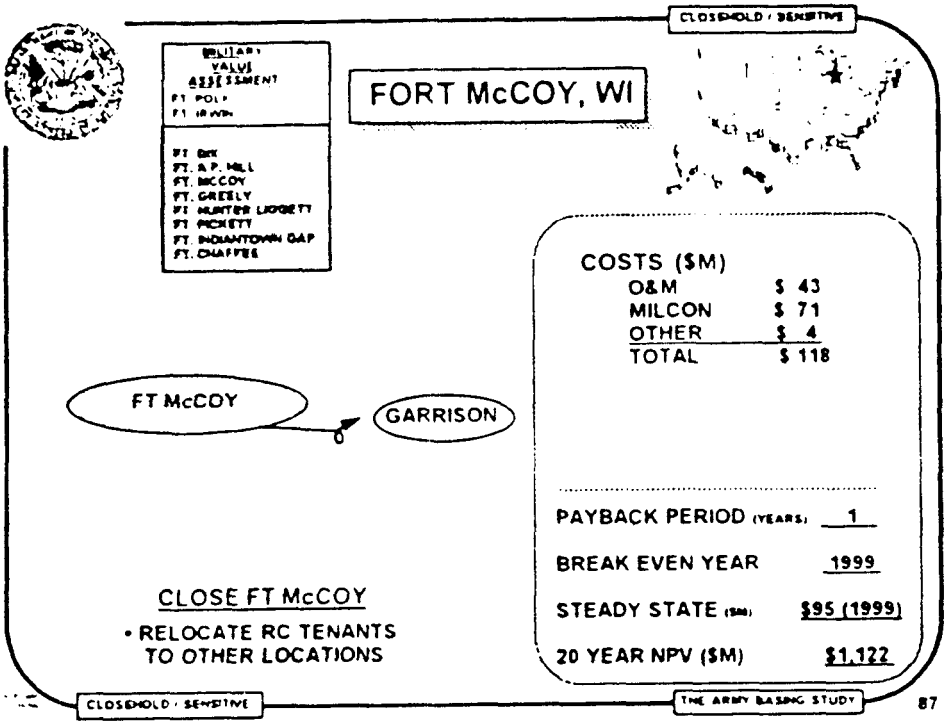 CLOSEHOLD / SENSITIVE
MILITARY
VALUE
ASSESSMENT
FT. POLK
FT. IRWIN
FT. DIX
FT. A.P. HILL
FT. MCCOY
FT. GREELY
FT. HUNTER LIGGETT
FT. PICKETT
FT. INDIANTOWN GAP
FT. CHAFFEE
FORT McCOY, WI
COSTS ($M)
O&M $ 43
MILCON $ 71
OTHER $ 4
TOTAL $ 118
FT McCOY
GARRISON
0
PAYBACK PERIOD (YEARS) 1
BREAK EVEN YEAR 1999
STEADY STATE ($M) $95 (1999)
20 YEAR NPV ($M) $1,122
CLOSE FT McCOY
• RELOCATE RC TENANTS
TO OTHER LOCATIONS
CLOSEHOLD / SENSITIVE
THE ARMY BASING STUDY
87